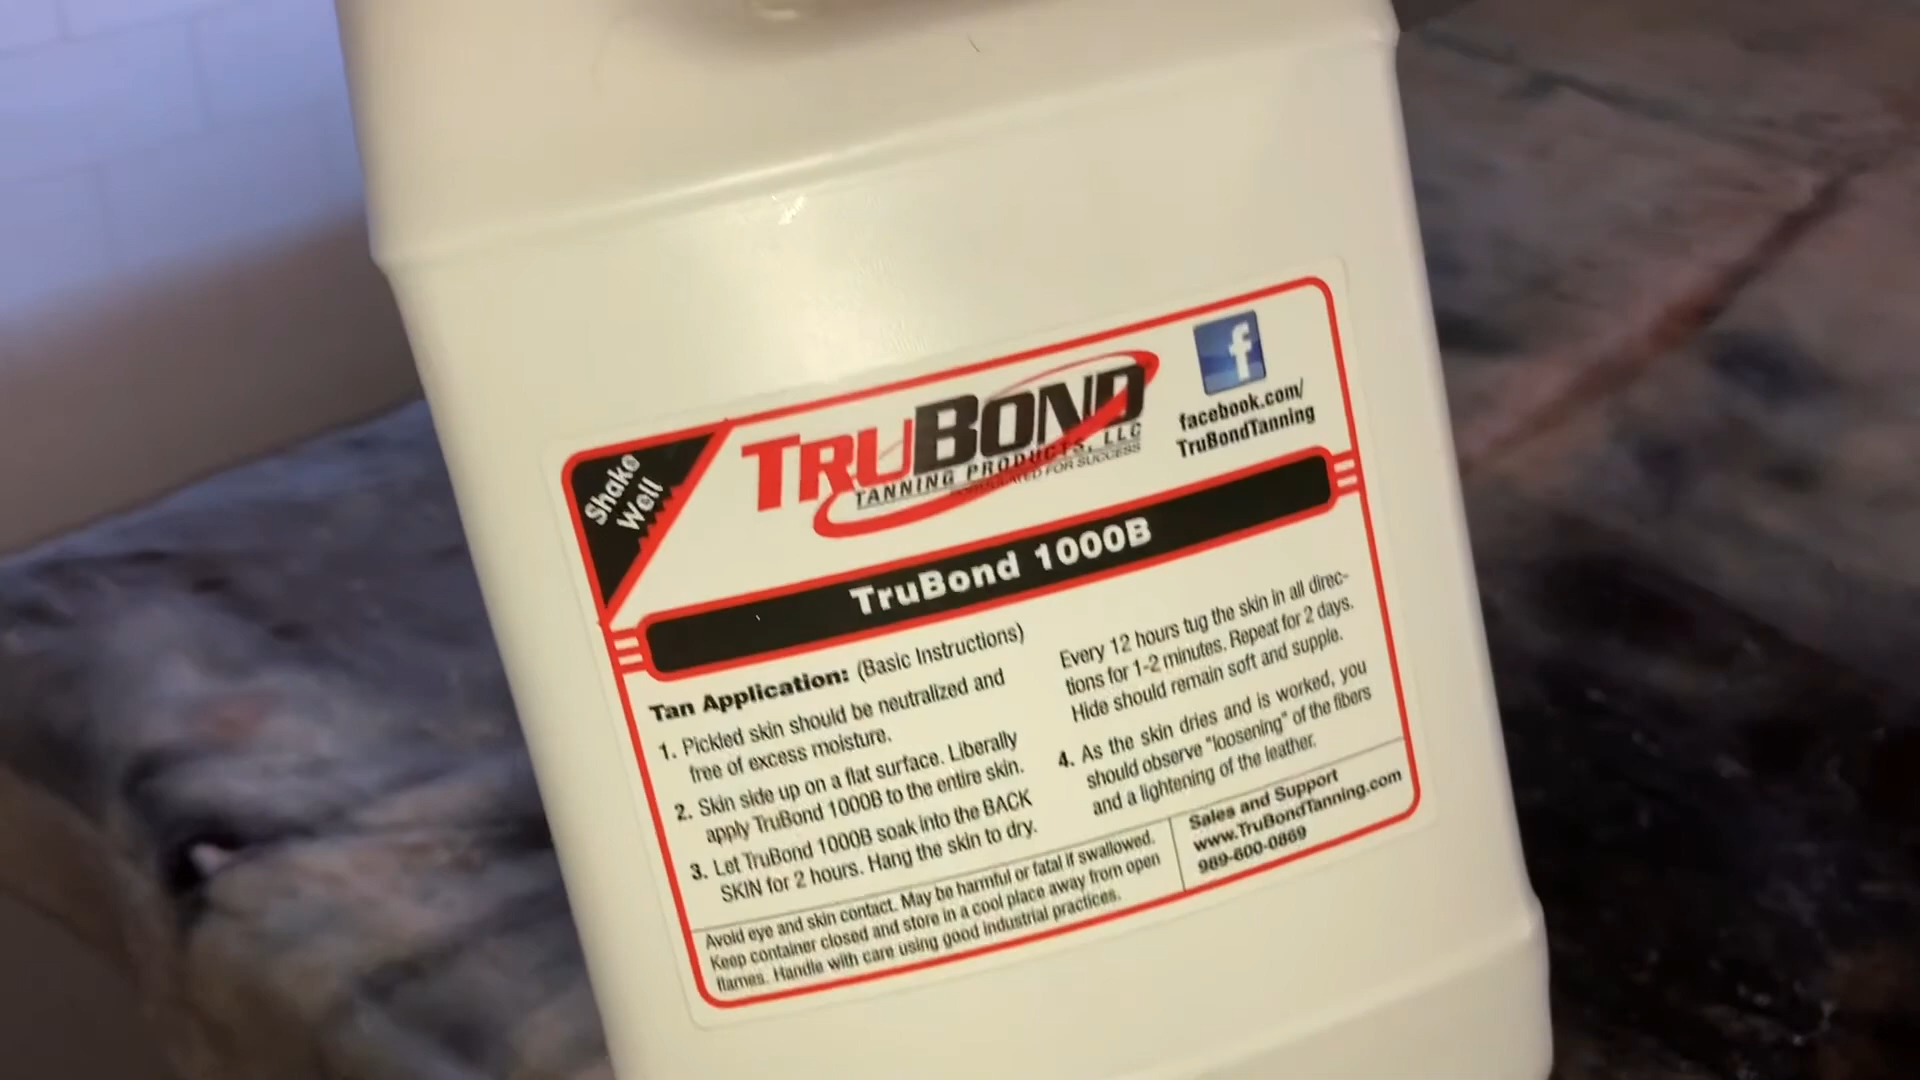 Shake
Well
TRUBOND
TANNING PRODUCTS, LLC
FORMULATED FOR SUCCESS
facebook.com/
TruBondTanning
TruBond 1000B
Tan Application: (Basic Instructions)
1. Pickled skin should be neutralized and
free of excess moisture.
2. Skin side up on a flat surface. Liberally
apply TruBond 1000B to the entire skin.
3. Let TruBond 1000B soak into the BACK
SKIN for 2 hours. Hang the skin to dry.
Every 12 hours tug the skin in all direc-
tions for 1-2 minutes. Repeat for 2 days.
Hide should remain soft and supple.
4. As the skin dries and is worked, you
should observe "loosening" of the fibers
and a lightening of the leather.
Avoid eye and skin contact. May be harmful or fatal if swallowed.
Keep container closed and store in a cool place away from open
flames. Handle with care using good industrial practices.
Sales and Support
www.TruBondTanning.com
989-600-0869